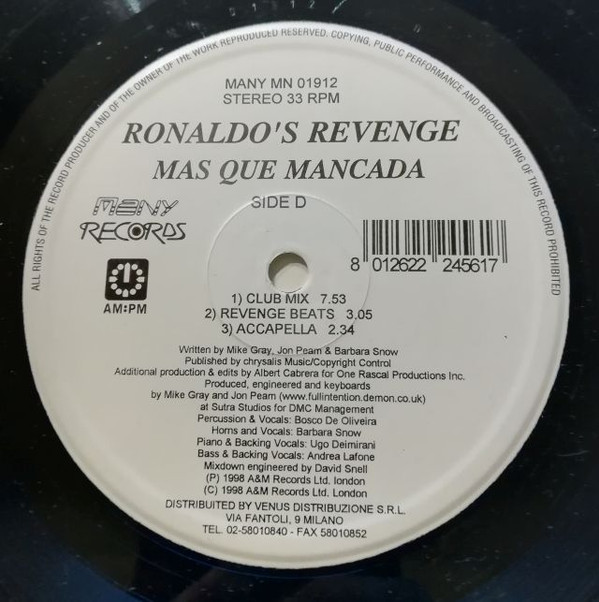 ALL RIGHTS OF THE RECORD PRODUCER AND OF THE OWNER OF THE WORK REPRODUCED RESERVED. COPYING, PUBLIC PERFORMANCE AND BROADCASTING OF THIS RECORD PROHIBITED
MANY MN 01912
STEREO 33 RPM
RONALDO'S REVENGE
MAS QUE MANCADA
SIDE D
MANY
RECORDS
AM:PM
8 012622 245617
1) CLUB MIX 7.53
2) REVENGE BEATS 3,05
3) ACCAPELLA 2.34
Written by Mike Gray, Jon Pearn & Barbara Snow
Published by chrysalis Music/Copyright Control
Additional production & edits by Albert Cabrera for One Rascal Productions Inc.
Produced, engineered and keyboards
by Mike Gray and Jon Pearn (www.fullintention.demon.co.uk)
at Sutra Studios for DMC Management
Percussion & Vocals: Bosco De Oliveira
Horns and Vocals: Barbara Snow
Piano & Backing Vocals: Ugo Deimirani
Bass & Backing Vocals: Andrea Lafone
Mixdown engineered by David Snell
(P) 1998 A&M Records Ltd. london
(C) 1998 A&M Records Ltd. London
DISTRIBUITED BY VENUS DISTRIBUZIONE S.R.L.
VIA FANTOLI, 9 MILANO
TEL. 02-58010840 - FAX 58010852